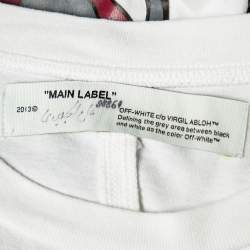 "MAIN LABEL"
2013©
OFF-WHITE c/o VIRGIL ABLOH™
Defining the grey area between black
and white as the color Off-White™